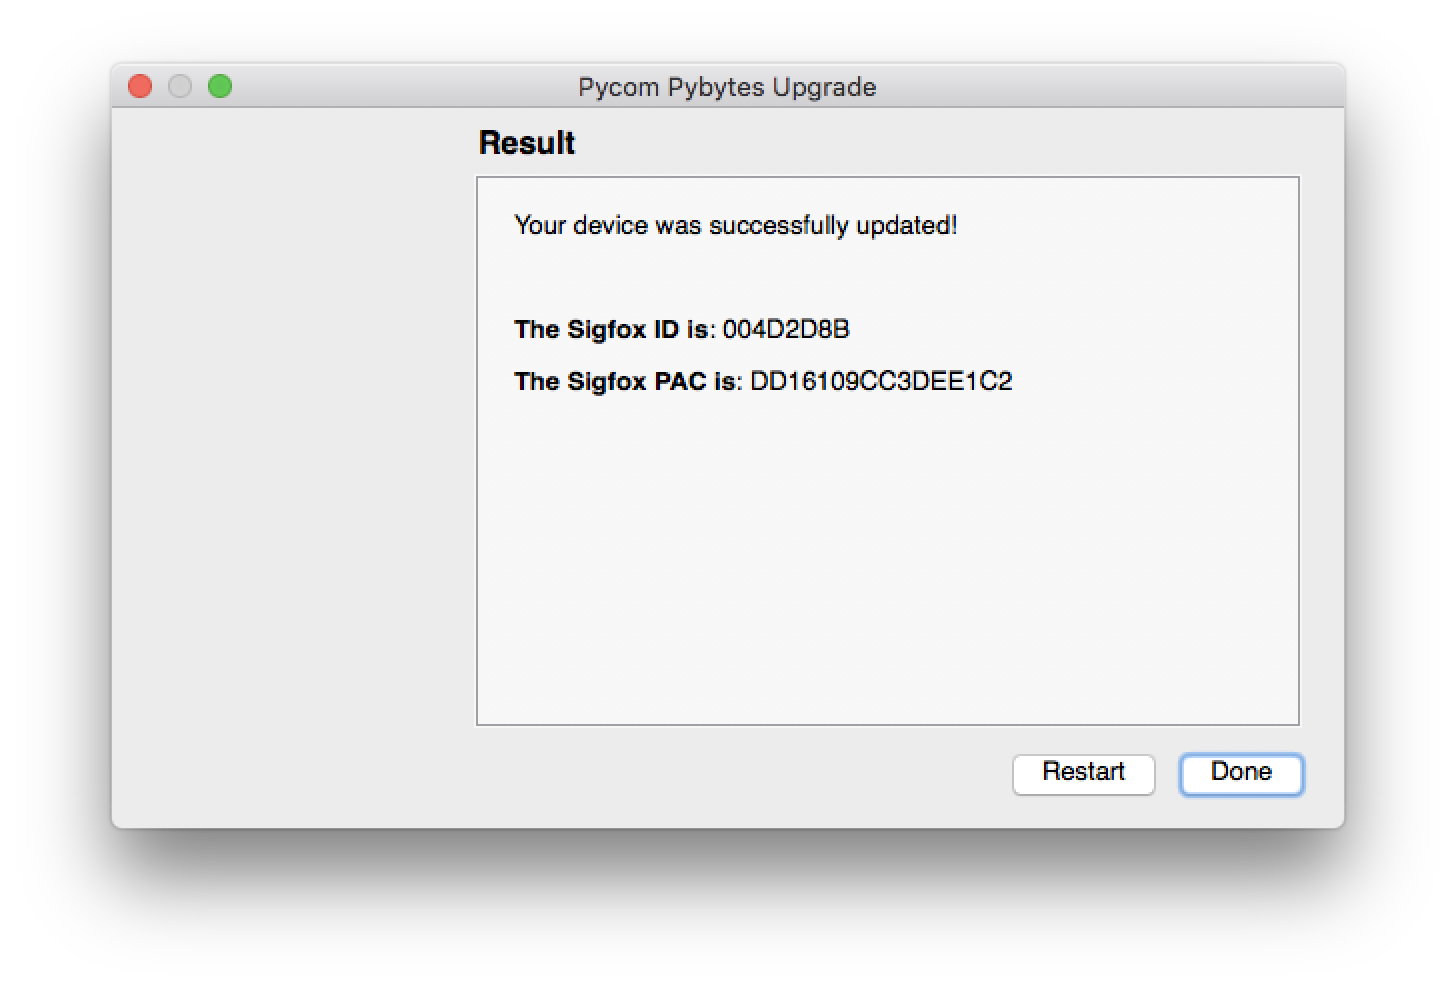 Pycom Pybytes Upgrade
Result
Your device was successfully updated!
The Sigfox ID is: 004D2D8B
The Sigfox PAC is: DD16109CC3DEE1C2
Restart
Done